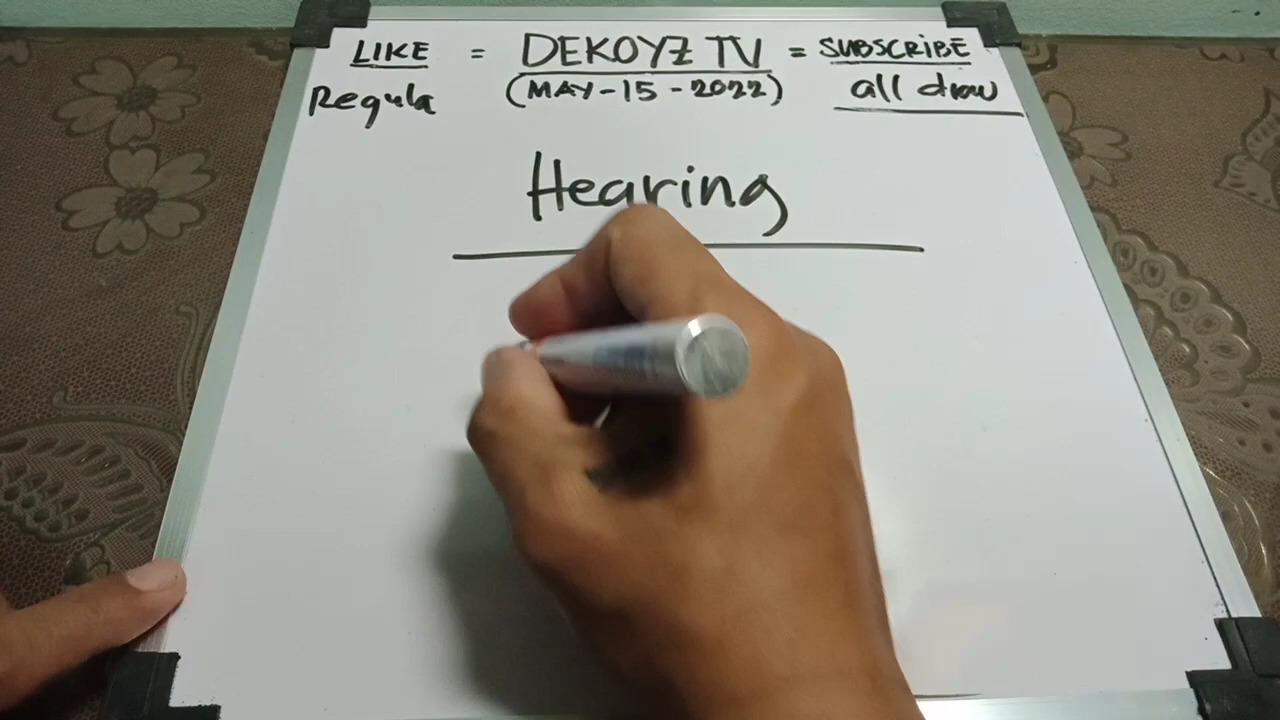 LIKE = DEKOYZ TV = SUBSCRIBE
Regula (MAY-15-2022) all draw
Hearing